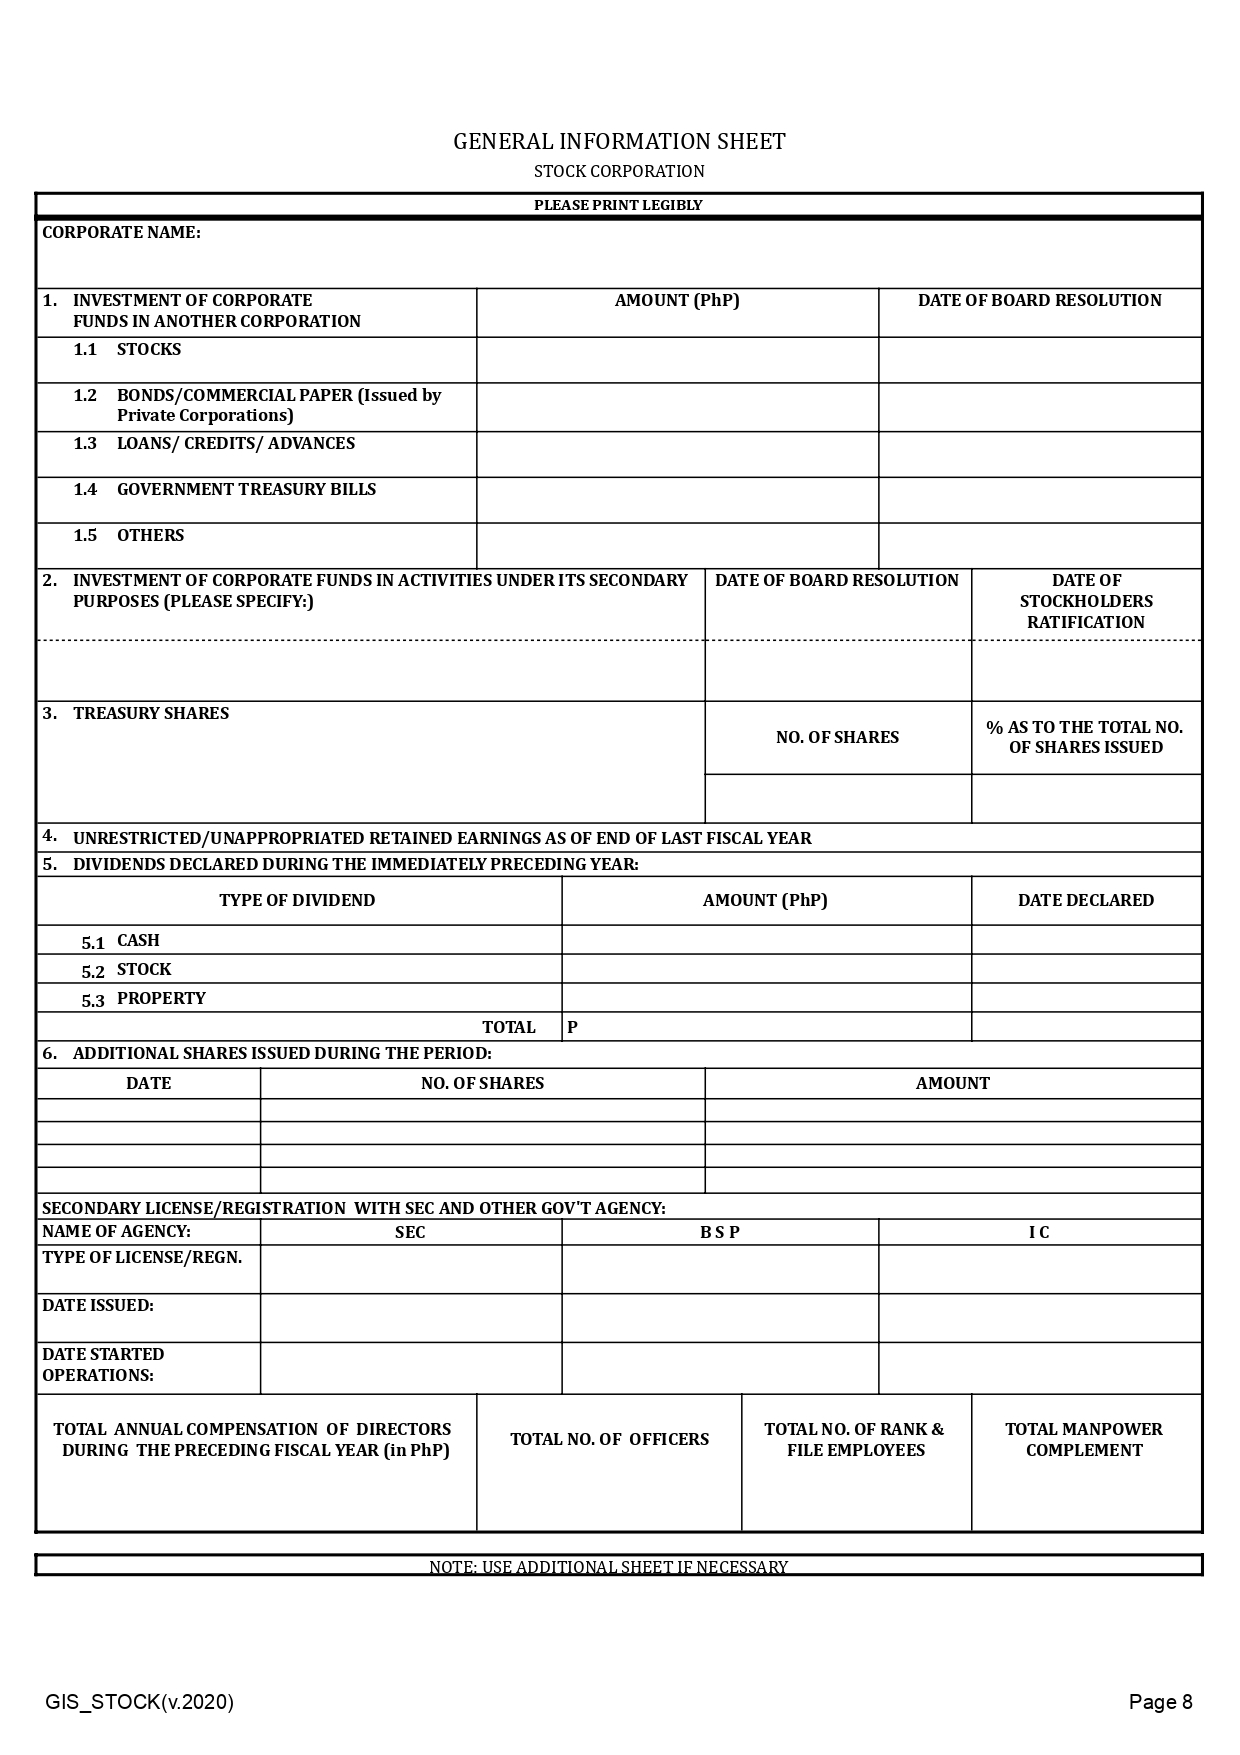 GENERAL INFORMATION SHEET
STOCK CORPORATION
PLEASE PRINT LEGIBLY
CORPORATE NAME:
1. INVESTMENT OF CORPORATE
FUNDS IN ANOTHER CORPORATION
AMOUNT (PhP)
DATE OF BOARD RESOLUTION
1.1 STOCKS
1.2 BONDS/COMMERCIAL PAPER (Issued by
Private Corporations)
1.3 LOANS/ CREDITS/ ADVANCES
1.4 GOVERNMENT TREASURY BILLS
1.5 OTHERS
2. INVESTMENT OF CORPORATE FUNDS IN ACTIVITIES UNDER ITS SECONDARY
PURPOSES (PLEASE SPECIFY:)
DATE OF BOARD RESOLUTION
DATE OF
STOCKHOLDERS
RATIFICATION
3. TREASURY SHARES
NO. OF SHARES
% AS TO THE TOTAL NO.
OF SHARES ISSUED
4. UNRESTRICTED/UNAPPROPRIATED RETAINED EARNINGS AS OF END OF LAST FISCAL YEAR
5. DIVIDENDS DECLARED DURING THE IMMEDIATELY PRECEDING YEAR:
TYPE OF DIVIDEND
AMOUNT (PhP)
DATE DECLARED
5.1 CASH
5.2 STOCK
5.3 PROPERTY
TOTAL P
6. ADDITIONAL SHARES ISSUED DURING THE PERIOD:
DATE
NO. OF SHARES
AMOUNT
SECONDARY LICENSE/REGISTRATION WITH SEC AND OTHER GOV'T AGENCY:
NAME OF AGENCY:
SEC
B S P
I C
TYPE OF LICENSE/REGN.
DATE ISSUED:
DATE STARTED
OPERATIONS:
TOTAL ANNUAL COMPENSATION OF DIRECTORS
DURING THE PRECEDING FISCAL YEAR (in PhP)
TOTAL NO. OF OFFICERS
TOTAL NO. OF RANK &
FILE EMPLOYEES
TOTAL MANPOWER
COMPLEMENT
NOTE: USE ADDITIONAL SHEET IF NECESSARY
GIS_STOCK(v.2020)
Page 8